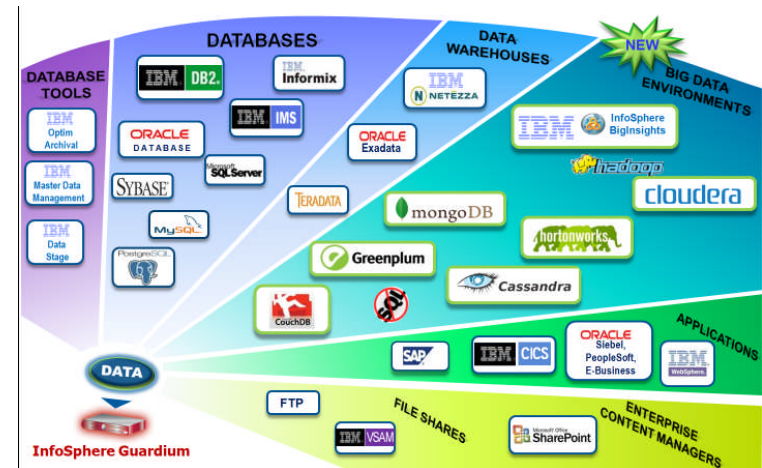 DATABASE
TOOLS
IBM
Optim
Archival
IBM
Master Data
Management
IBM
Data
Stage
DATABASES
IBM DB2.
IBM
Informix
IBM IMS
ORACLE
DATABASE
Microsoft
SQL Server
SYBASE
MySQL
PostgreSQL
DATA
WAREHOUSES
IBM
N NETEZZA
ORACLE
Exadata
TERADATA
NEW
BIG DATA
ENVIRONMENTS
IBM InfoSphere
BigInsights
hadoop
cloudera
mongoDB
hortonworks
Greenplum
Cassandra
CouchDB
SQL
APPLICATIONS
SAP
IBM CICS
ORACLE
Siebel,
PeopleSoft,
E-Business
IBM
WebSphere.
FTP
FILE SHARES
IBM VSAM
Microsoft Office
SharePoint
ENTERPRISE
CONTENT MANAGERS
DATA
InfoSphere Guardium